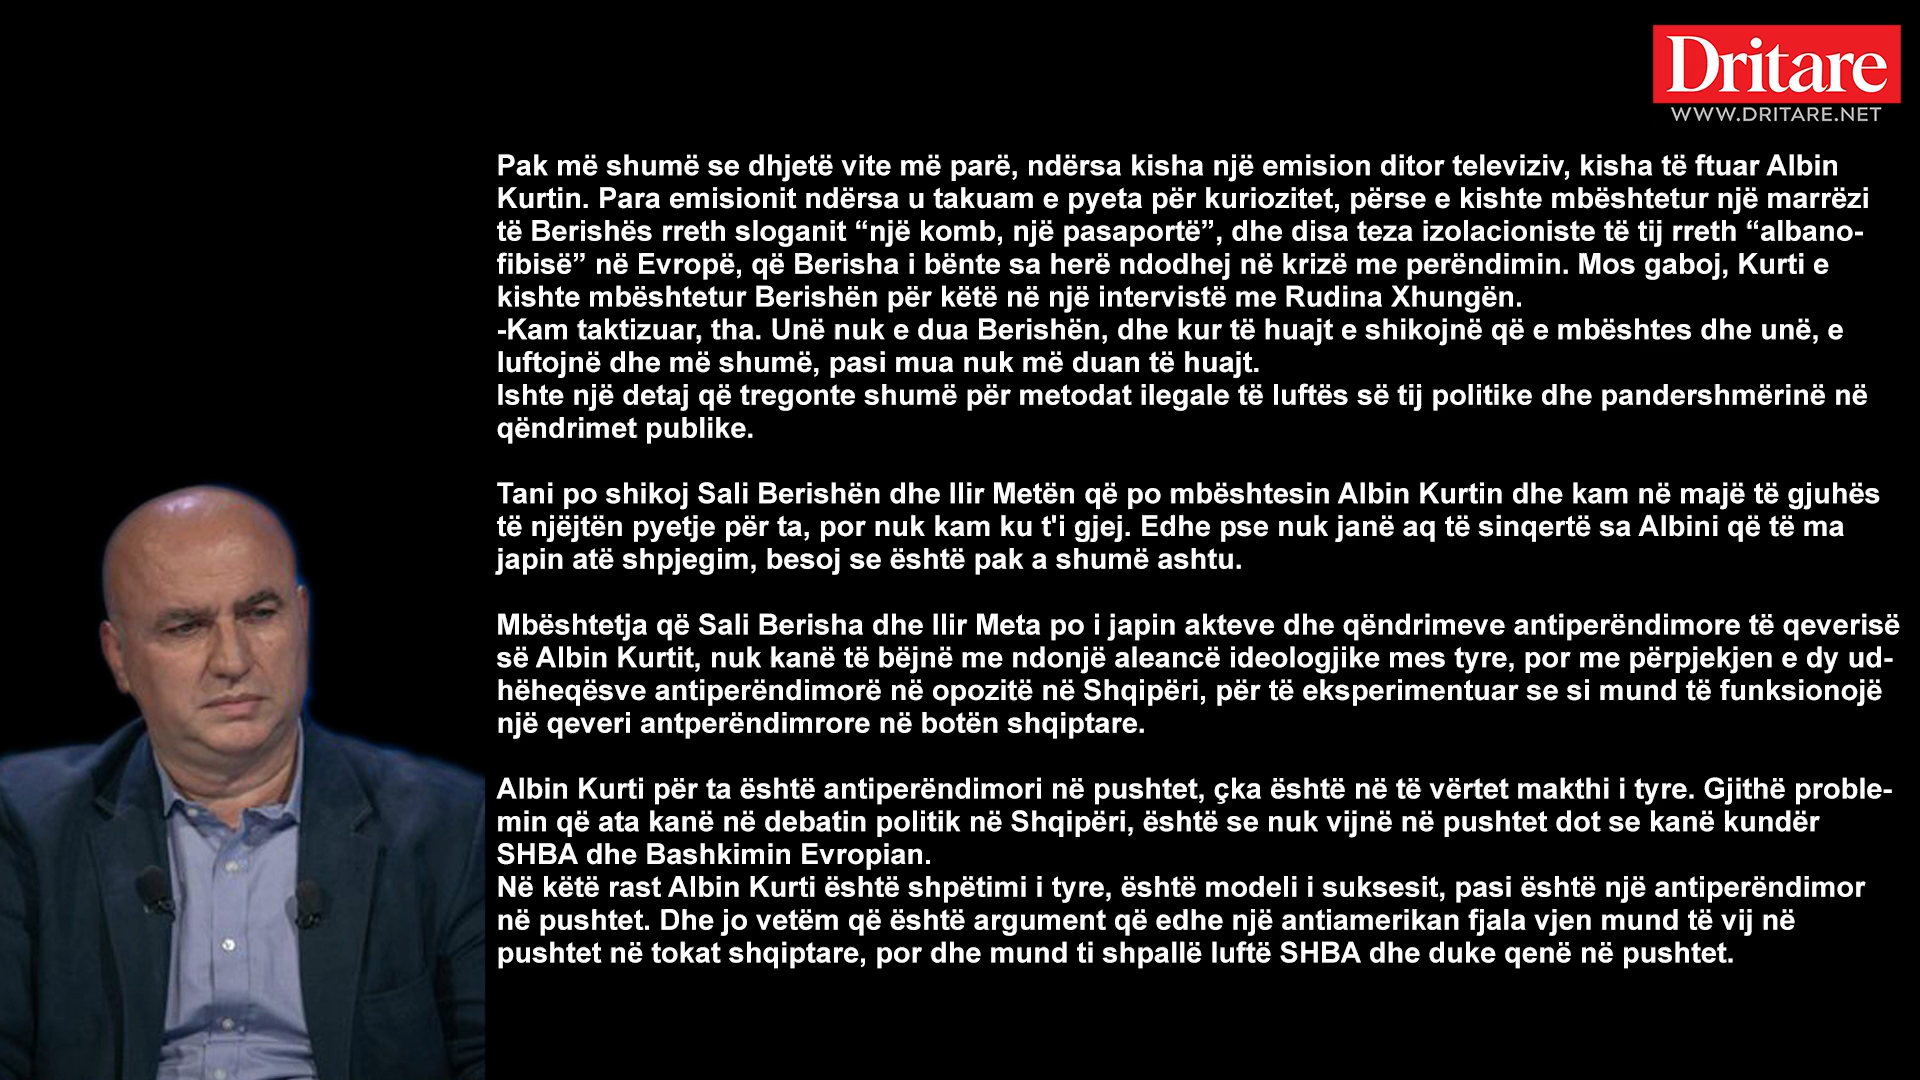 Dritare
WWW.DRITARE.NET
Pak më shumë se dhjetë vite më parë, ndërsa kisha një emision ditor televiziv, kisha të ftuar Albin
Kurtin. Para emisionit ndërsa u takuam e pyeta për kuriozitet, përse e kishte mbështetur një marrëzi
të Berishës rreth sloganit “një komb, një pasaportë”, dhe disa teza izolacioniste të tij rreth “albano-
fibisë” në Evropë, që Berisha i bënte sa herë ndodhej në krizë me perëndimin. Mos gaboj, Kurti e
kishte mbështetur Berishën për këtë në një intervistë me Rudina Xhungën.
-Kam taktizuar, tha. Unë nuk e dua Berishën, dhe kur të huajt e shikojnë që e mbështes dhe unë, e
luftojnë dhe më shumë, pasi mua nuk më duan të huajt.
Ishte një detaj që tregonte shumë për metodat ilegale të luftës së tij politike dhe pandershmërinë në
qëndrimet publike.
Tani po shikoj Sali Berishën dhe Ilir Metën që po mbështesin Albin Kurtin dhe kam në majë të gjuhës
të njëjtën pyetje për ta, por nuk kam ku t'i gjej. Edhe pse nuk janë aq të sinqertë sa Albini që të ma
japin atë shpjegim, besoj se është pak a shumë ashtu.
Mbështetja që Sali Berisha dhe Ilir Meta po i japin akteve dhe qëndrimeve antiperëndimore të qeverisë
së Albin Kurtit, nuk kanë të bëjnë me ndonjë aleancë ideologjike mes tyre, por me përpjekjen e dy ud-
hëheqësve antiperëndimorë në opozitë në Shqipëri, për të eksperimentuar se si mund të funksionojë
një qeveri antperëndimrore në botën shqiptare.
Albin Kurti për ta është antiperëndimori në pushtet, çka është në të vërtet makthi i tyre. Gjithë proble-
min që ata kanë në debatin politik në Shqipëri, është se nuk vijnë në pushtet dot se kanë kundër
SHBA dhe Bashkimin Evropian.
Në këtë rast Albin Kurti është shpëtimi i tyre, është modeli i suksesit, pasi është një antiperëndimor
në pushtet. Dhe jo vetëm që është argument që edhe një antiamerikan fjala vjen mund të vij në
pushtet në tokat shqiptare, por dhe mund ti shpallë luftë SHBA dhe duke qenë në pushtet.